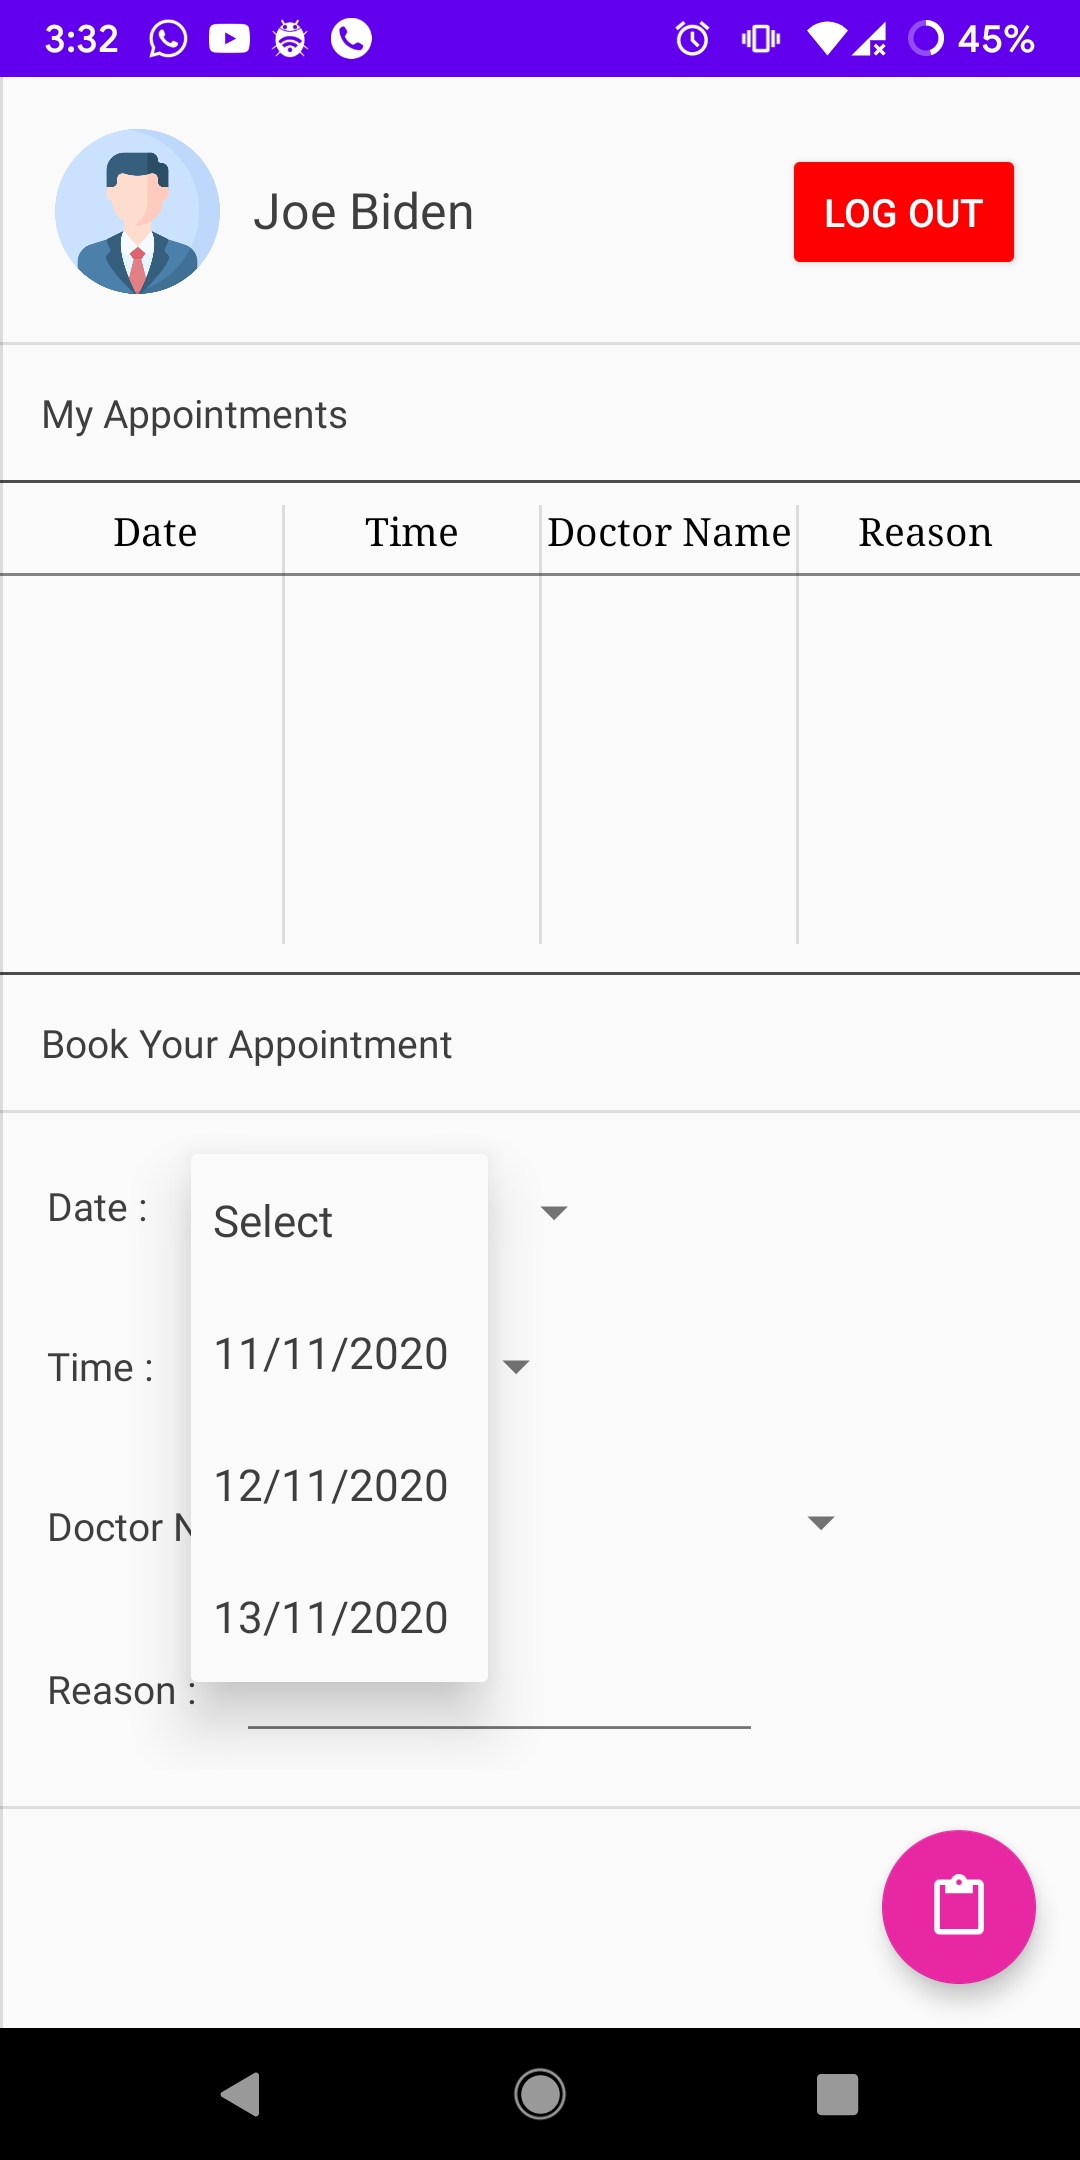 3:32 45%
Joe Biden LOG OUT
My Appointments
Date Time Doctor Name Reason
Book Your Appointment
Date :
Select
11/11/2020
Time :
12/11/2020
Doctor
13/11/2020
Reason :